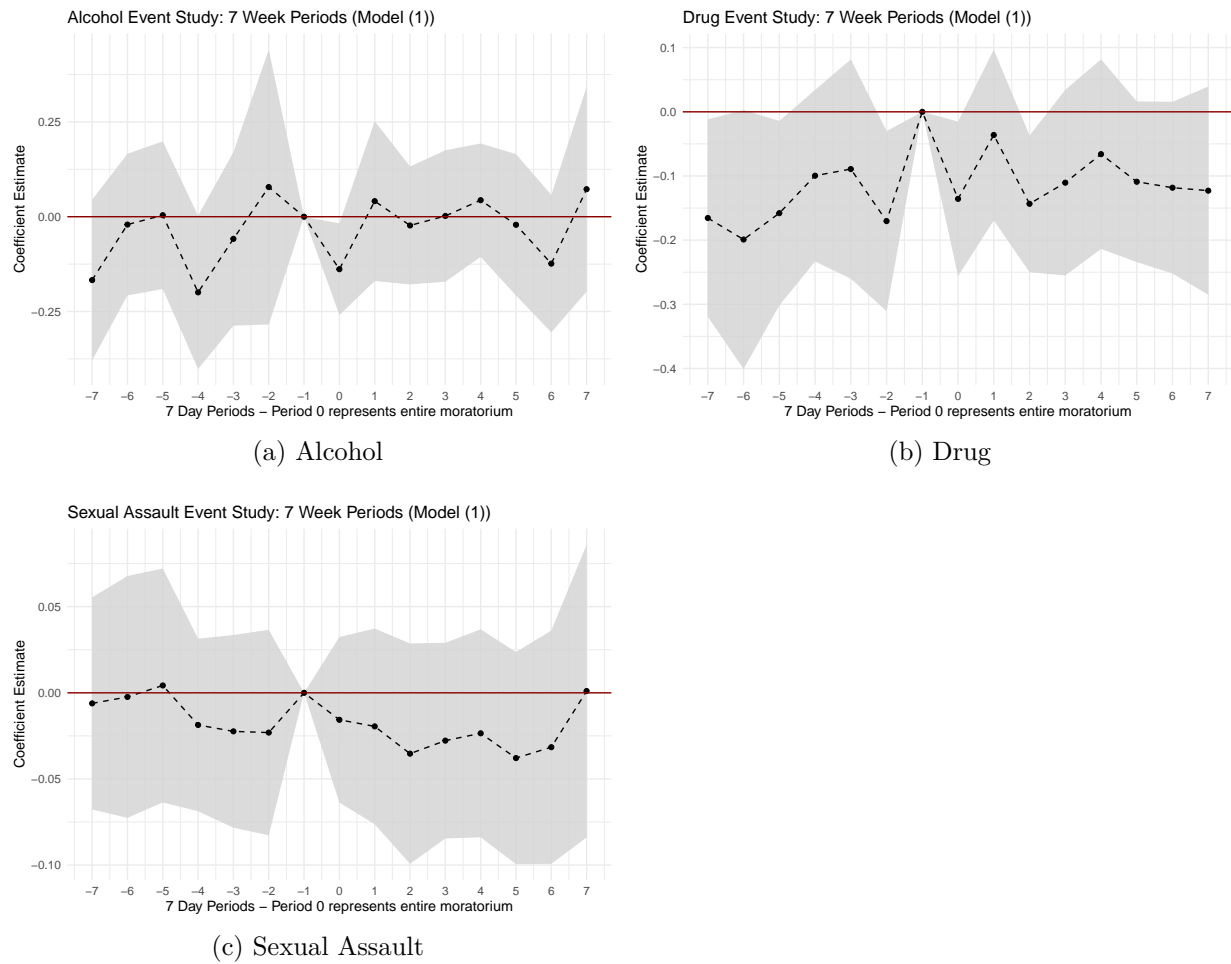 Alcohol Event Study: 7 Week Periods (Model (1))
Coefficient Estimate
0.25
0.00
−0.25
−7 −6 −5 −4 −3 −2 −1 0 1 2 3 4 5 6 7
7 Day Periods − Period 0 represents entire moratorium
(a) Alcohol
Drug Event Study: 7 Week Periods (Model (1))
Coefficient Estimate
0.1
0.0
−0.1
−0.2
−0.3
−0.4
−7 −6 −5 −4 −3 −2 −1 0 1 2 3 4 5 6 7
7 Day Periods − Period 0 represents entire moratorium
(b) Drug
Sexual Assault Event Study: 7 Week Periods (Model (1))
Coefficient Estimate
0.05
0.00
−0.05
−0.10
−7 −6 −5 −4 −3 −2 −1 0 1 2 3 4 5 6 7
7 Day Periods − Period 0 represents entire moratorium
(c) Sexual Assault